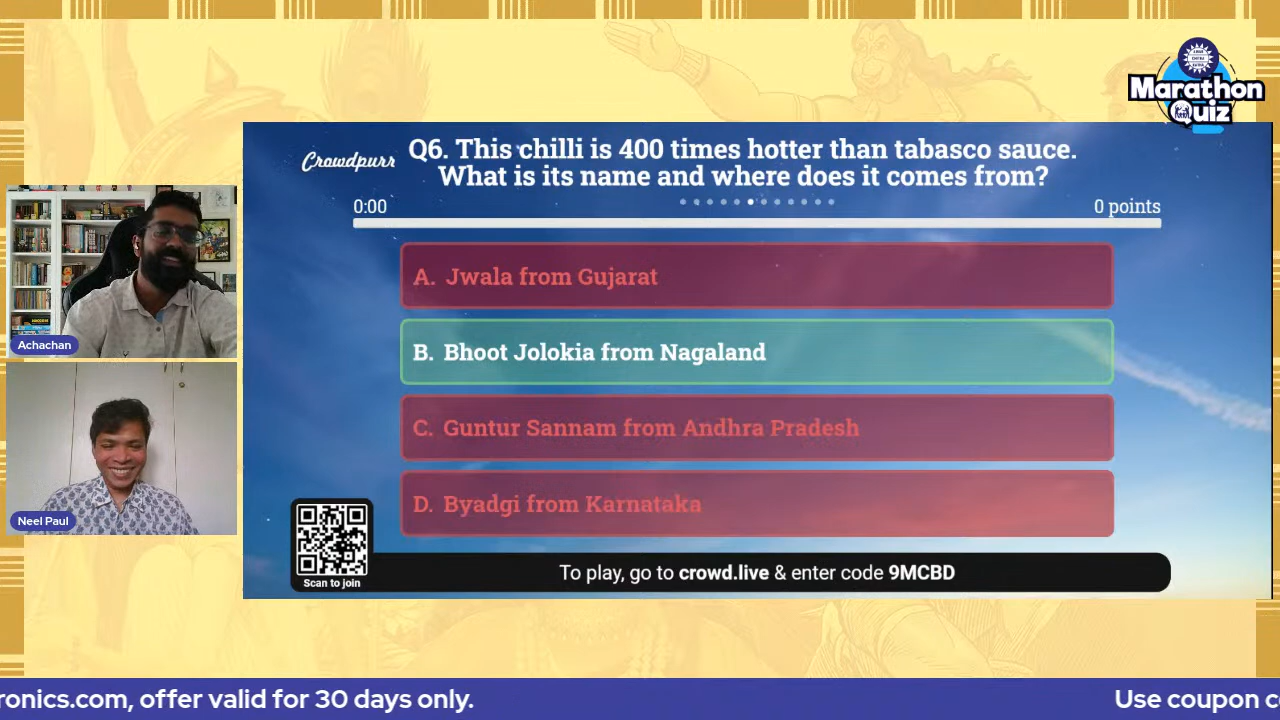 Marathon
Quiz
Crowdpurr
Q6. This chilli is 400 times hotter than tabasco sauce.
What is its name and where does it comes from?
0:00
0 points
A. Jwala from Gujarat
B. Bhoot Jolokia from Nagaland
C. Guntur Sannam from Andhra Pradesh
D. Byadgi from Karnataka
Achachan
Neel Paul
Scan to join
To play, go to crowd.live & enter code 9MCBD
ronics.com, offer valid for 30 days only.
Use coupon c